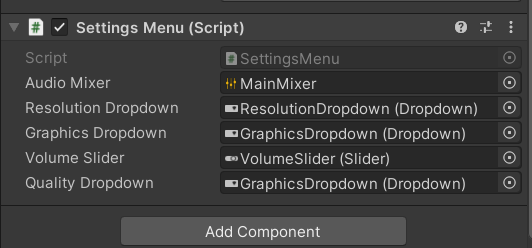 Settings Menu (Script)
Script SettingsMenu
Audio Mixer MainMixer
Resolution Dropdown ResolutionDropdown (Dropdown)
Graphics Dropdown GraphicsDropdown (Dropdown)
Volume Slider VolumeSlider (Slider)
Quality Dropdown GraphicsDropdown (Dropdown)
Add Component